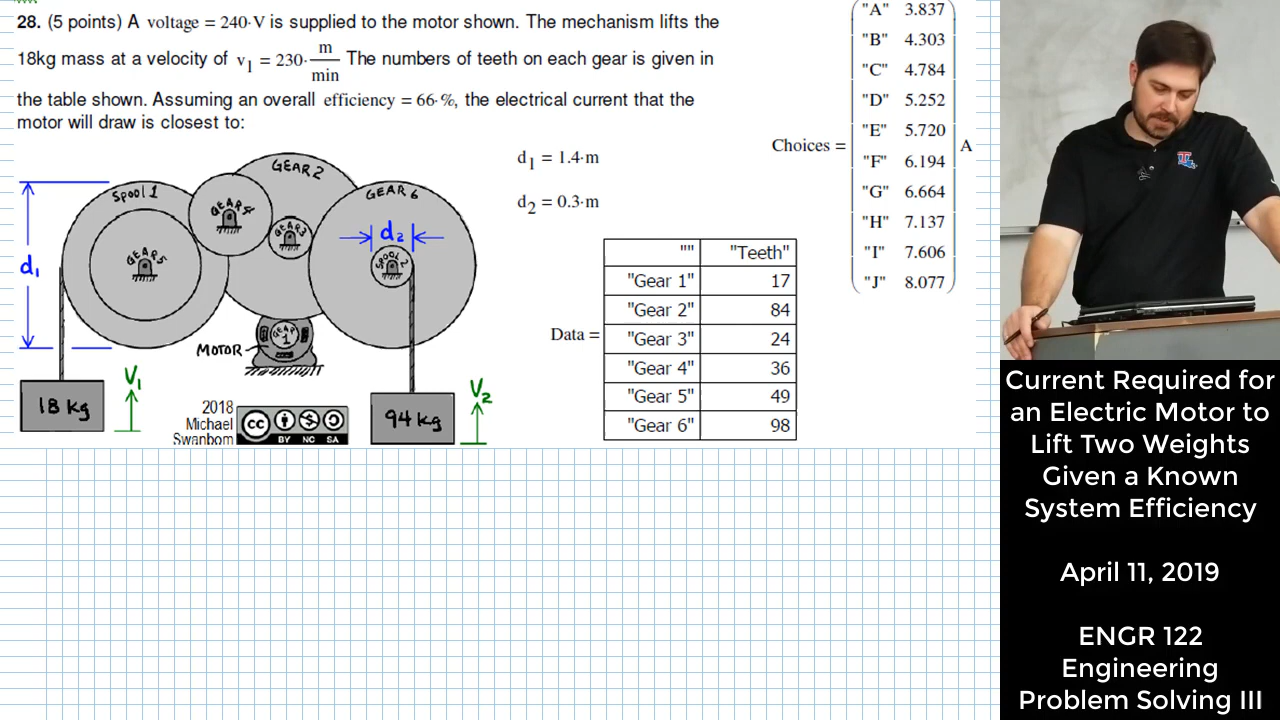 28. (5 points) A voltage = 240·V is supplied to the motor shown. The mechanism lifts the
18kg mass at a velocity of v1 = 230· m/min The numbers of teeth on each gear is given in
the table shown. Assuming an overall efficiency = 66·%, the electrical current that the
motor will draw is closest to:
Choices =
"A" 3.837
"B" 4.303
"C" 4.784
"D" 5.252
"E" 5.720
"F" 6.194
"G" 6.664
"H" 7.137
"I" 7.606
"J" 8.077
A
d1 = 1.4·m
d2 = 0.3·m
SPOOL 1
GEAR 2
GEAR 4
GEAR 3
GEAR 6
GEAR 5
d2
SPOOL 2
d1
GEAR 1
MOTOR
V1
18 kg
V2
94 kg
2018
Michael
Swanbom
cc
BY NC SA
Data =
"" "Teeth"
"Gear 1" 17
"Gear 2" 84
"Gear 3" 24
"Gear 4" 36
"Gear 5" 49
"Gear 6" 98
Current Required for
an Electric Motor to
Lift Two Weights
Given a Known
System Efficiency
April 11, 2019
ENGR 122
Engineering
Problem Solving III